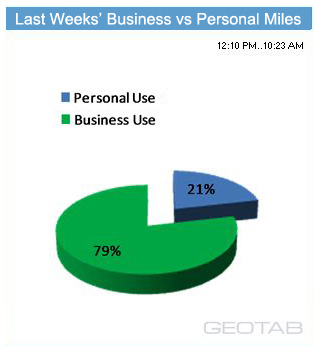 Last Weeks' Business vs Personal Miles
12:10 PM..10:23 AM
Personal Use
Business Use
21%
79%
GEOTAB